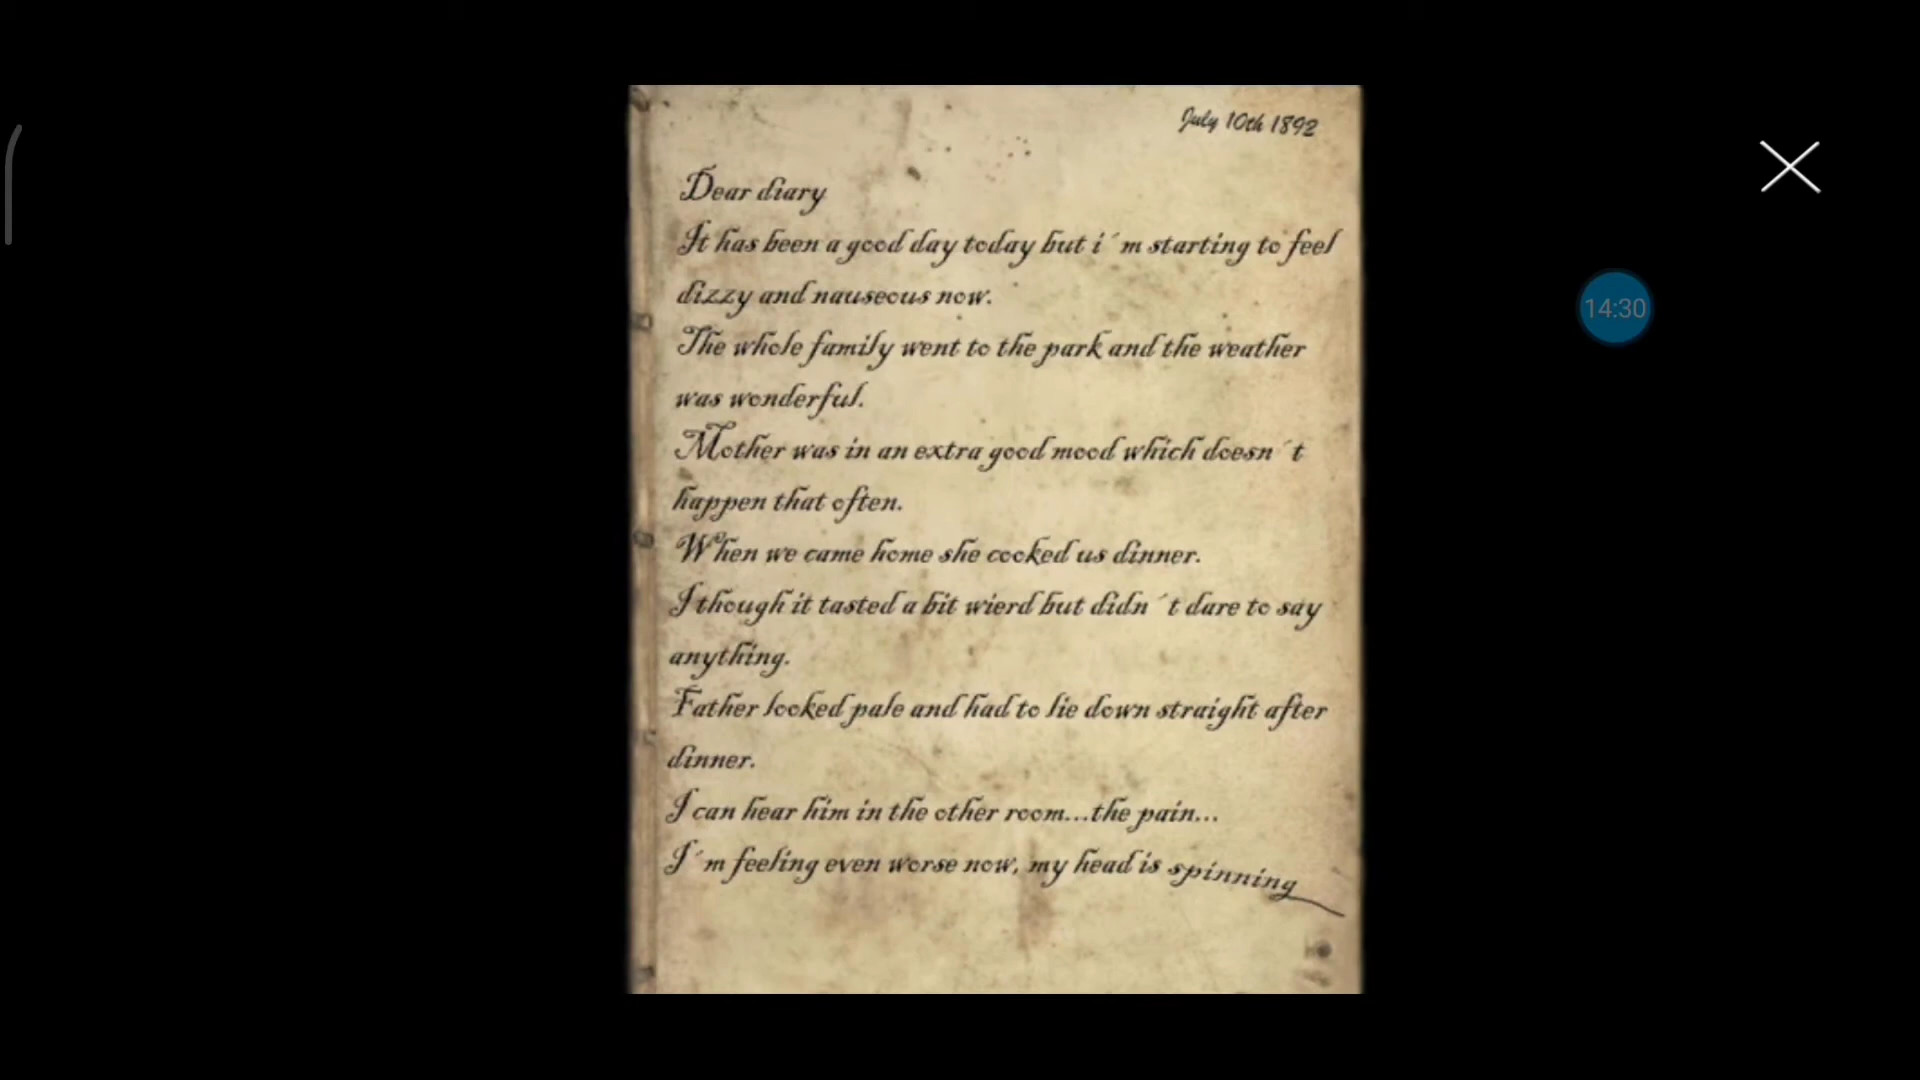 July 10th 1892
Dear diary
It has been a good day today but i´m starting to feel
dizzy and nauseous now.
The whole family went to the park and the weather
was wonderful.
Mother was in an extra good mood which doesn´t
happen that often.
When we came home she cooked us dinner.
I though it tasted a bit wierd but didn´t dare to say
anything.
Father looked pale and had to lie down straight after
dinner.
I can hear him in the other room...the pain...
I´m feeling even worse now, my head is spinning
14:30